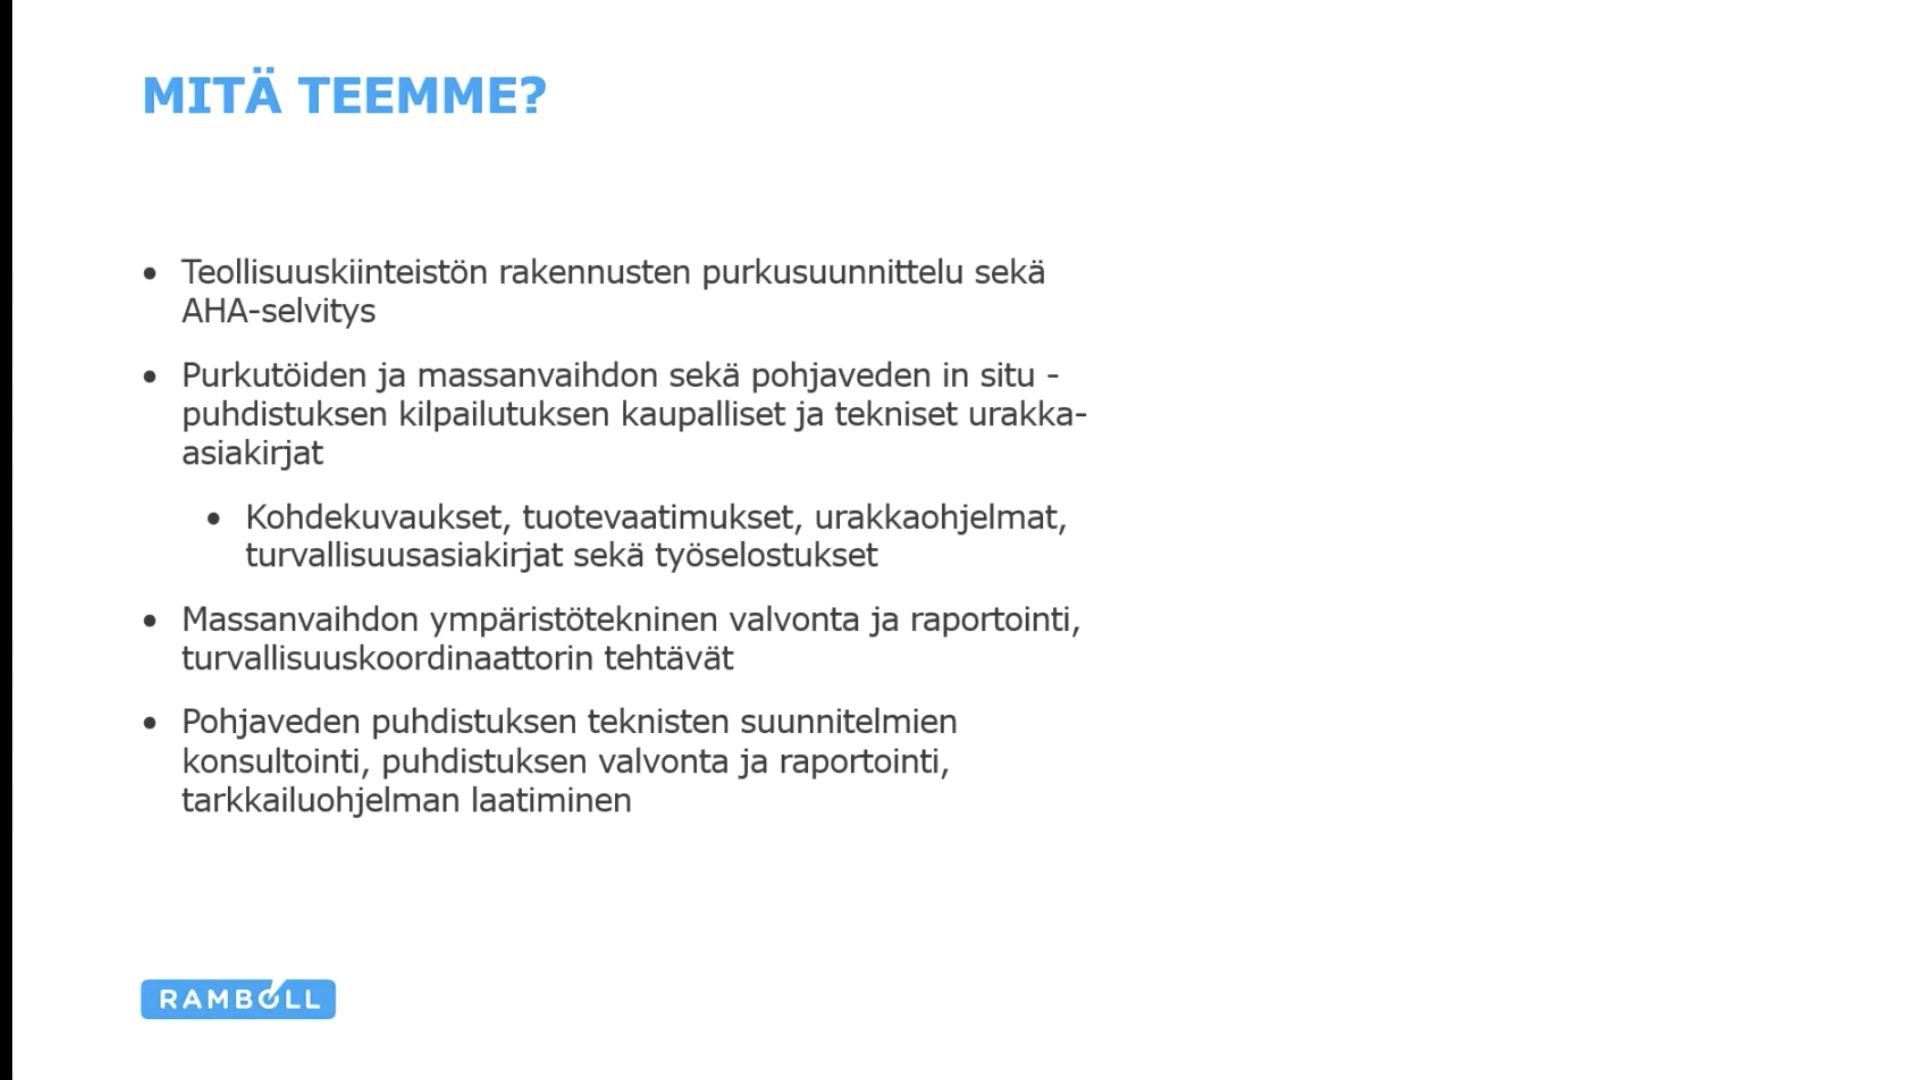 MITÄ TEEMME?
• Teollisuuskiinteistön rakennusten purkusuunnittelu sekä
AHA-selvitys
• Purkutöiden ja massanvaihdon sekä pohjaveden in situ -
puhdistuksen kilpailutuksen kaupalliset ja tekniset urakka-
asiakirjat
• Kohdekuvaukset, tuotevaatimukset, urakkaohjelmat,
turvallisuusasiakirjat sekä työselostukset
• Massanvaihdon ympäristötekninen valvonta ja raportointi,
turvallisuuskoordinaattorin tehtävät
• Pohjaveden puhdistuksen teknisten suunnitelmien
konsultointi, puhdistuksen valvonta ja raportointi,
tarkkailuohjelman laatiminen
RAMBØLL